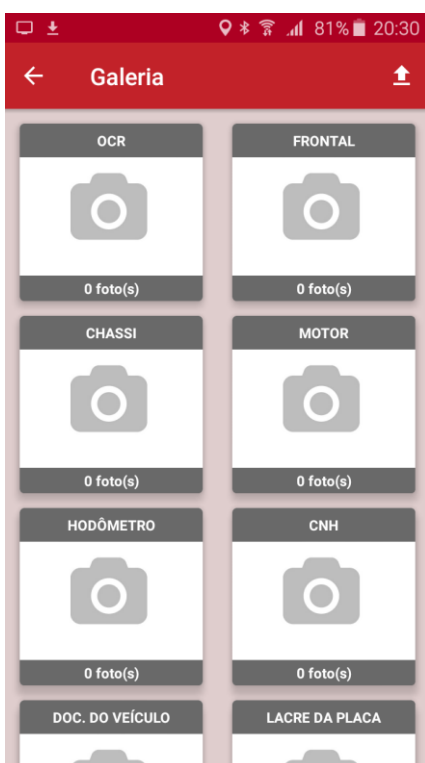 81% 20:30
Galeria
OCR
FRONTAL
0 foto(s)
0 foto(s)
CHASSI
MOTOR
0 foto(s)
0 foto(s)
HODÔMETRO
CNH
0 foto(s)
0 foto(s)
DOC. DO VEÍCULO
LACRE DA PLACA